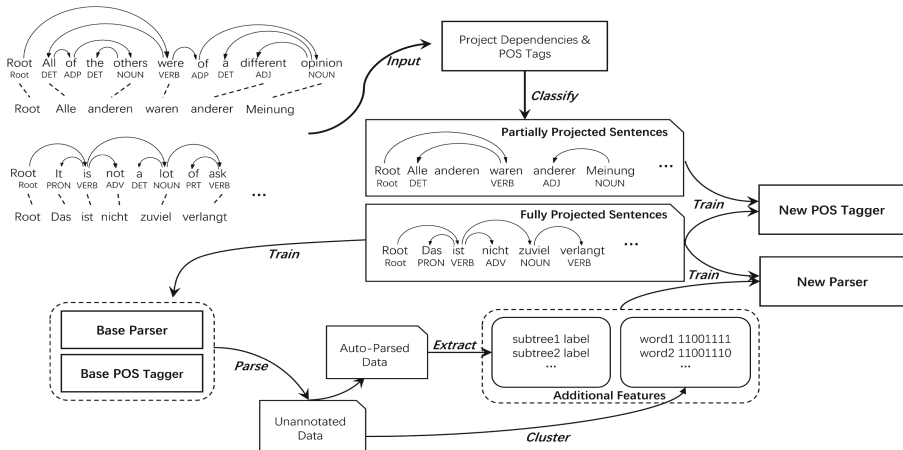 Root All of the others were of a different opinion
Root DET ADP DET NOUN VERB ADP DET ADJ NOUN
Root Alle anderen waren anderer Meinung
Root It is not a lot of ask
Root PRON VERB ADV DET NOUN PRT VERB
...
Root Das ist nicht zuviel verlangt
Input
Project Dependencies &
POS Tags
Classify
Partially Projected Sentences
Root Alle anderen waren anderer Meinung ...
Root DET VERB ADJ NOUN
Fully Projected Sentences
...
Root Das ist nicht zuviel verlangt
Root PRON VERB ADV NOUN VERB
Train
New POS Tagger
Train
New Parser
Train
Base Parser
Base POS Tagger
Parse
Auto-Parsed
Data
Extract
Unannotated
Data
Cluster
subtree1 label
subtree2 label
...
word1 11001111
word2 11001110
...
Additional Features